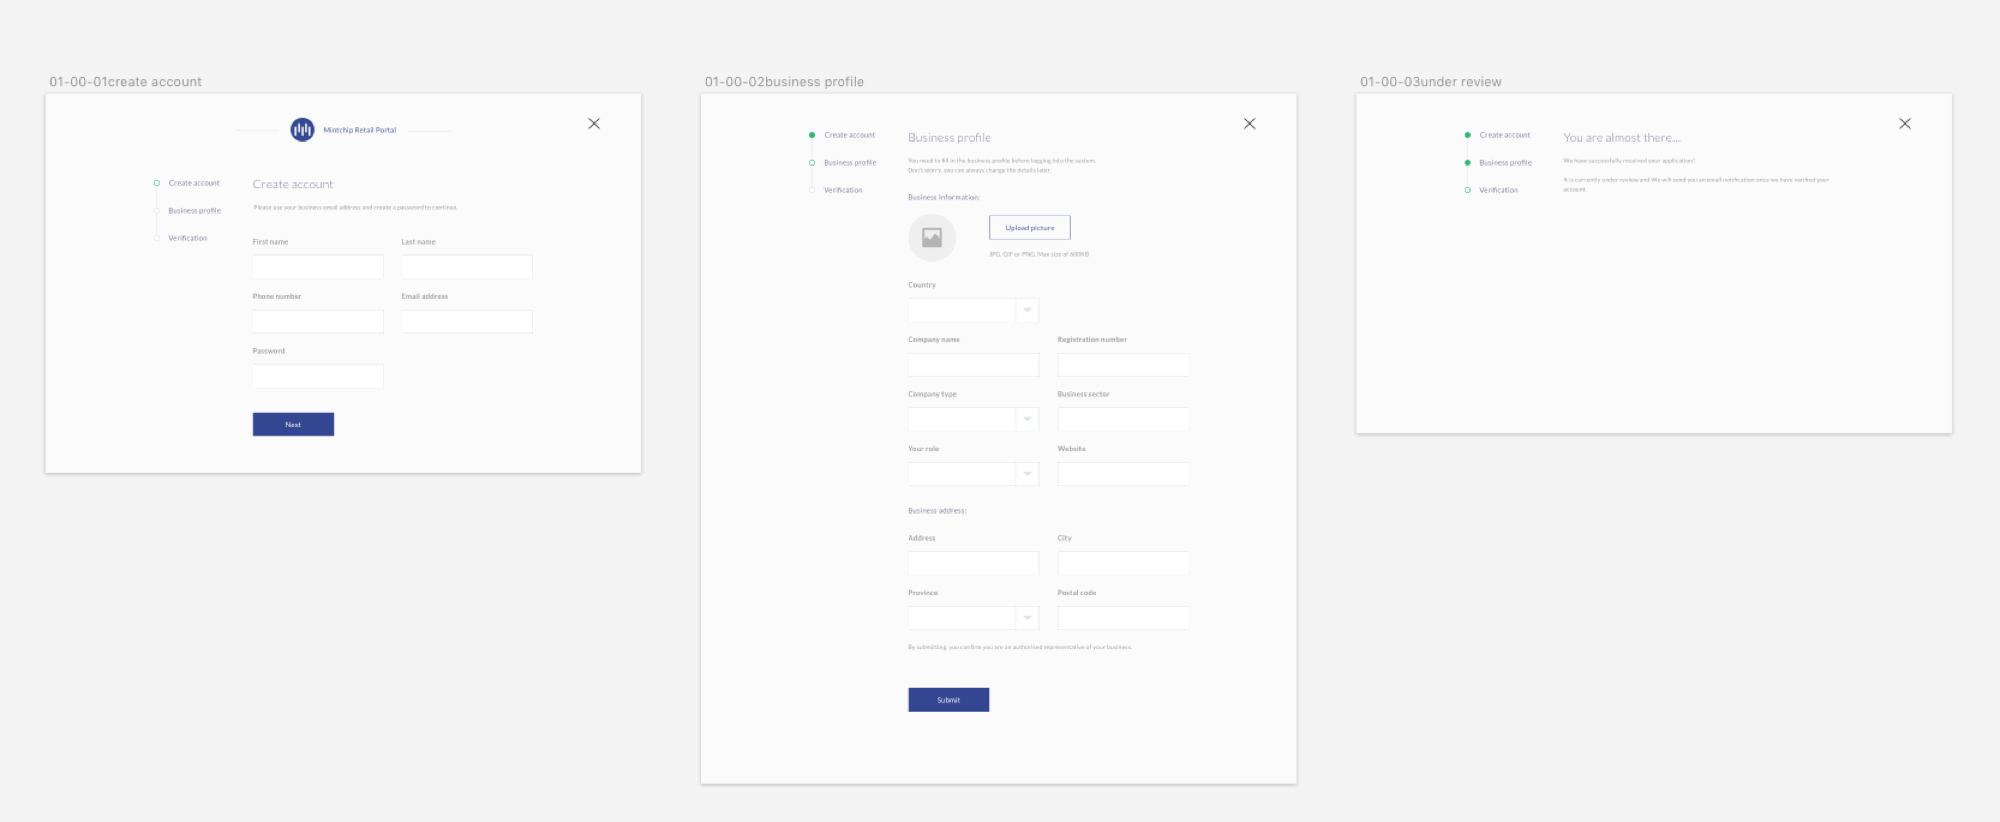 01-00-01create account
Mintchip Retail Portal
Create account
Business profile
Verification
Create account
Please use your business email address and create a password to continue.
First name
Last name
Phone number
Email address
Password
Next
01-00-02business profile
Create account
Business profile
Verification
Business profile
You need to fill in the business profile before logging into the system.
Don't worry, you can always change the details later.
Business Information:
Upload picture
JPG, GIF or PNG, Max size of 600KB
Country
Company name
Registration number
Company type
Business sector
Your role
Website
Business address:
Address
City
Province
Postal code
By submitting, you confirm you are an authorised representative of your business.
Submit
01-00-03under review
Create account
Business profile
Verification
You are almost there...
We have successfully received your application!
It is currently under review and We will send you an email notification once we have verified your
account.